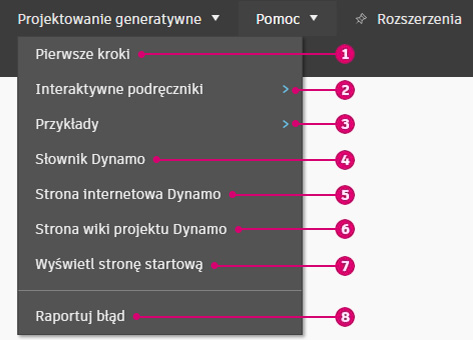 Projektowanie generatywne Pomoc Rozszerzenia
Pierwsze kroki 1
Interaktywne podręczniki 2
Przykłady 3
Słownik Dynamo 4
Strona internetowa Dynamo 5
Strona wiki projektu Dynamo 6
Wyświetl stronę startową 7
Raportuj błąd 8